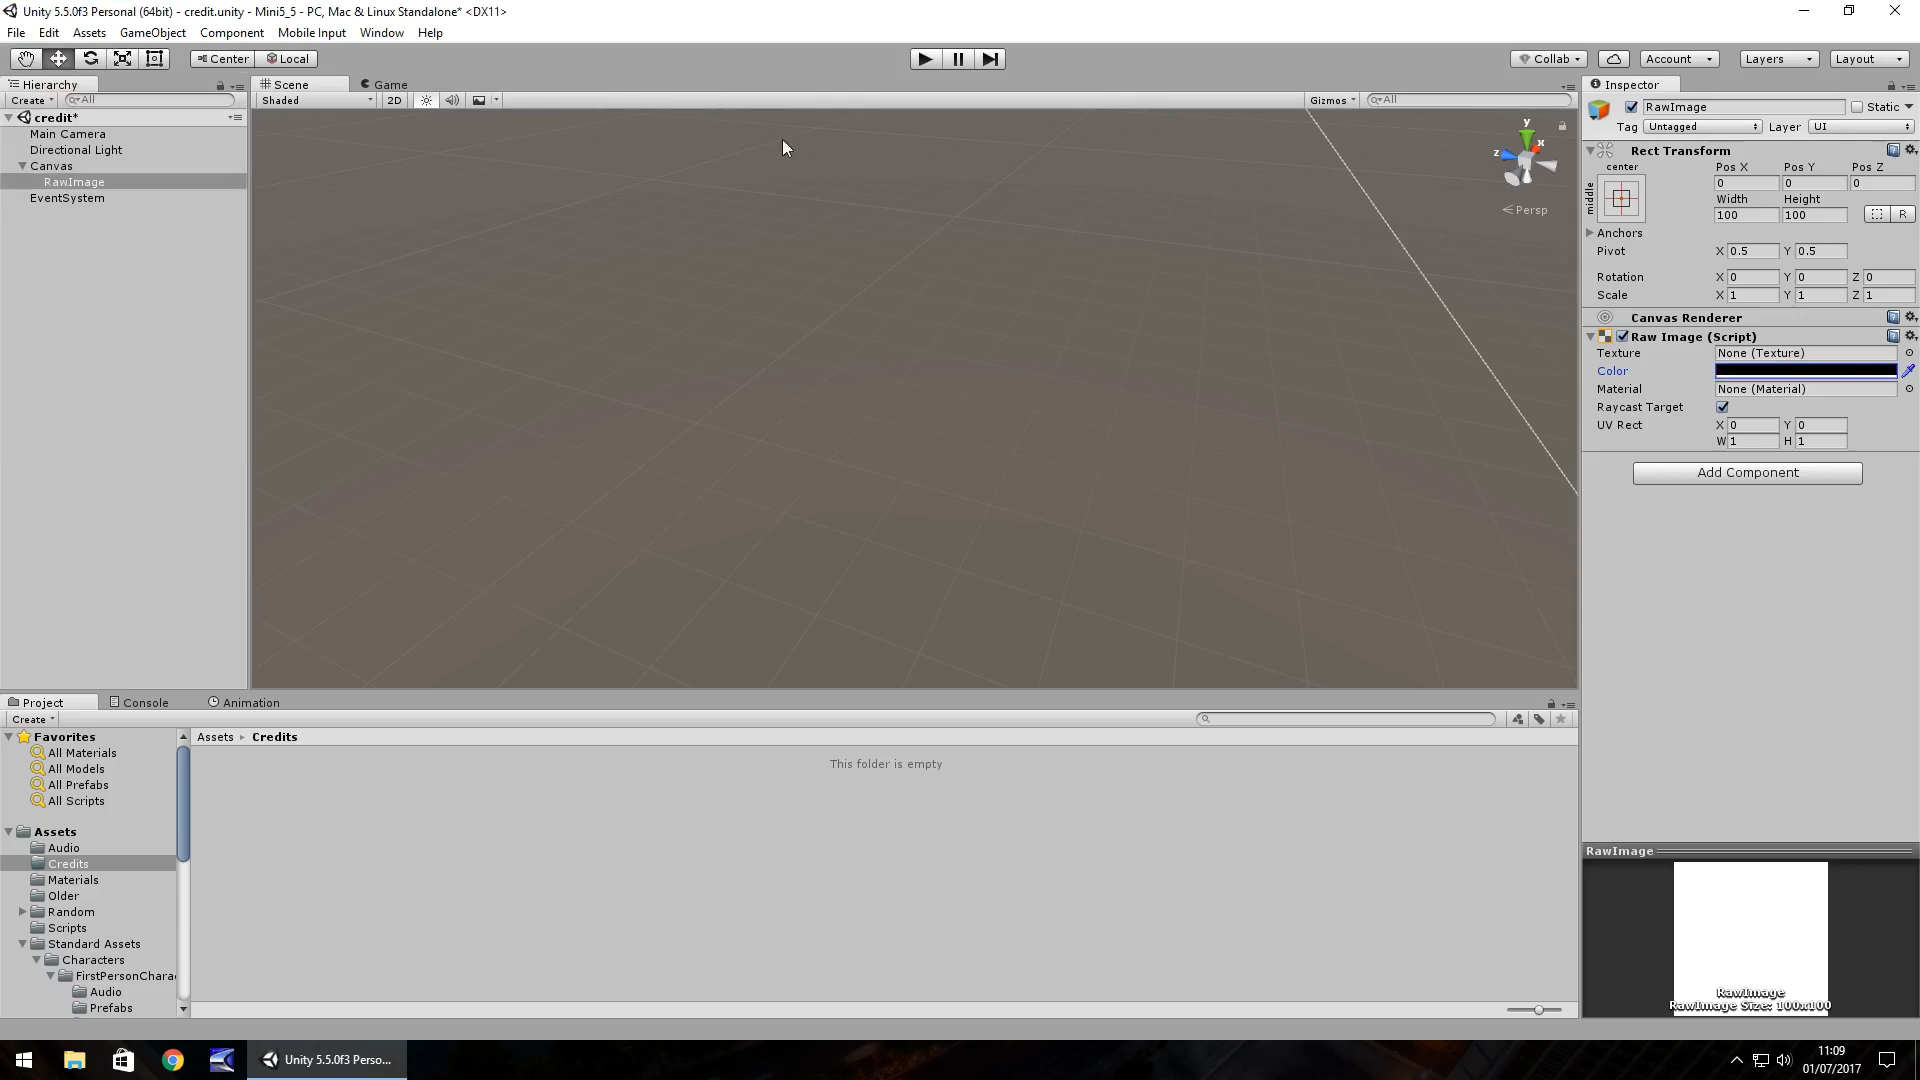 Unity 5.5.0f3 Personal (64bit) - credit.unity - Mini5_5 - PC, Mac & Linux Standalone* <DX11>
File Edit Assets GameObject Component Mobile Input Window Help
Center Local Collab Account Layers Layout
Hierarchy
Create All
credit*
Main Camera
Directional Light
Canvas
RawImage
EventSystem
Scene Game
Shaded 2D Gizmos All
y
x
z
Persp
Inspector
RawImage Static
Tag Untagged Layer UI
Rect Transform
center
middle
Pos X Pos Y Pos Z
0 0 0
Width Height
100 100 R
Anchors
Pivot X 0.5 Y 0.5
Rotation X 0 Y 0 Z 0
Scale X 1 Y 1 Z 1
Canvas Renderer
Raw Image (Script)
Texture None (Texture)
Color
Material None (Material)
Raycast Target
UV Rect X 0 Y 0
W 1 H 1
Add Component
RawImage
RawImage
RawImage Size: 100x100
Project Console Animation
Create
Favorites
All Materials
All Models
All Prefabs
All Scripts
Assets
Audio
Credits
Materials
Older
Random
Scripts
Standard Assets
Characters
FirstPersonChara
Audio
Prefabs
Assets Credits
This folder is empty
Unity 5.5.0f3 Perso...
11:09
01/07/2017